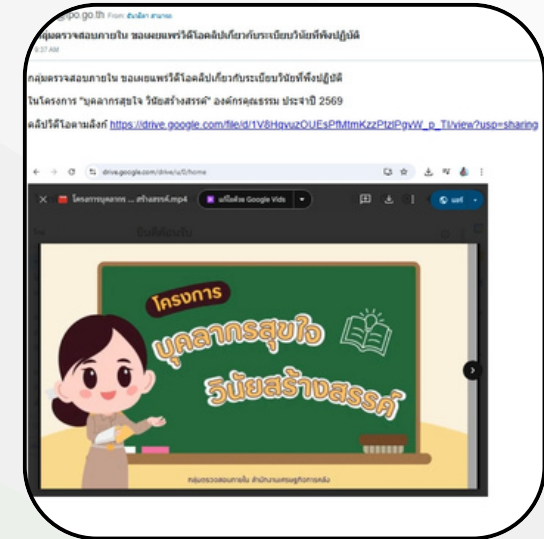 po.go.th From:
กลุ่มตรวจสอบภายใน ขอเผยแพร่วีดีโอคลิปเกี่ยวกับระเบียบวินัยที่พึงปฏิบัติ
9:37 AM
กลุ่มตรวจสอบภายใน ขอเผยแพร่วีดีโอคลิปเกี่ยวกับระเบียบวินัยที่พึงปฏิบัติ
ในโครงการ "บุคลากรสุขใจ วินัยสร้างสรรค์" องค์กรคุณธรรม ประจำปี 2569
คลิปวีดีโอตามลิงก์ https://drive.google.com/file/d/1V8HqyuzOUEsPfMtmKzzPtzlPgvW_p_TI/view?usp=sharing
drive.google.com/drive/u/0/home
โครงการบุคลากร ... สร้างสรรค์.mp4 แก้ไขด้วย Google Vids แชร์
โครงการ
บุคลากรสุขใจ
วินัยสร้างสรรค์
กลุ่มตรวจสอบภายใน สำนักงานเศรษฐกิจการคลัง